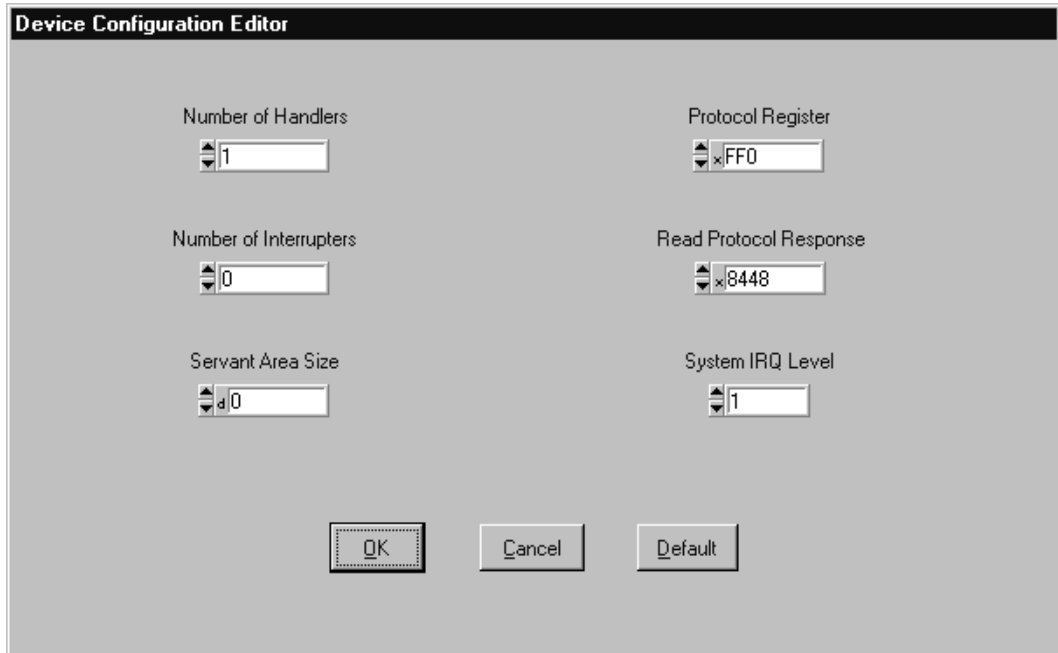 Device Configuration Editor
Number of Handlers
1
Protocol Register
x FF0
Number of Interrupters
0
Read Protocol Response
x 8448
Servant Area Size
d 0
System IRQ Level
1
OK
Cancel
Default